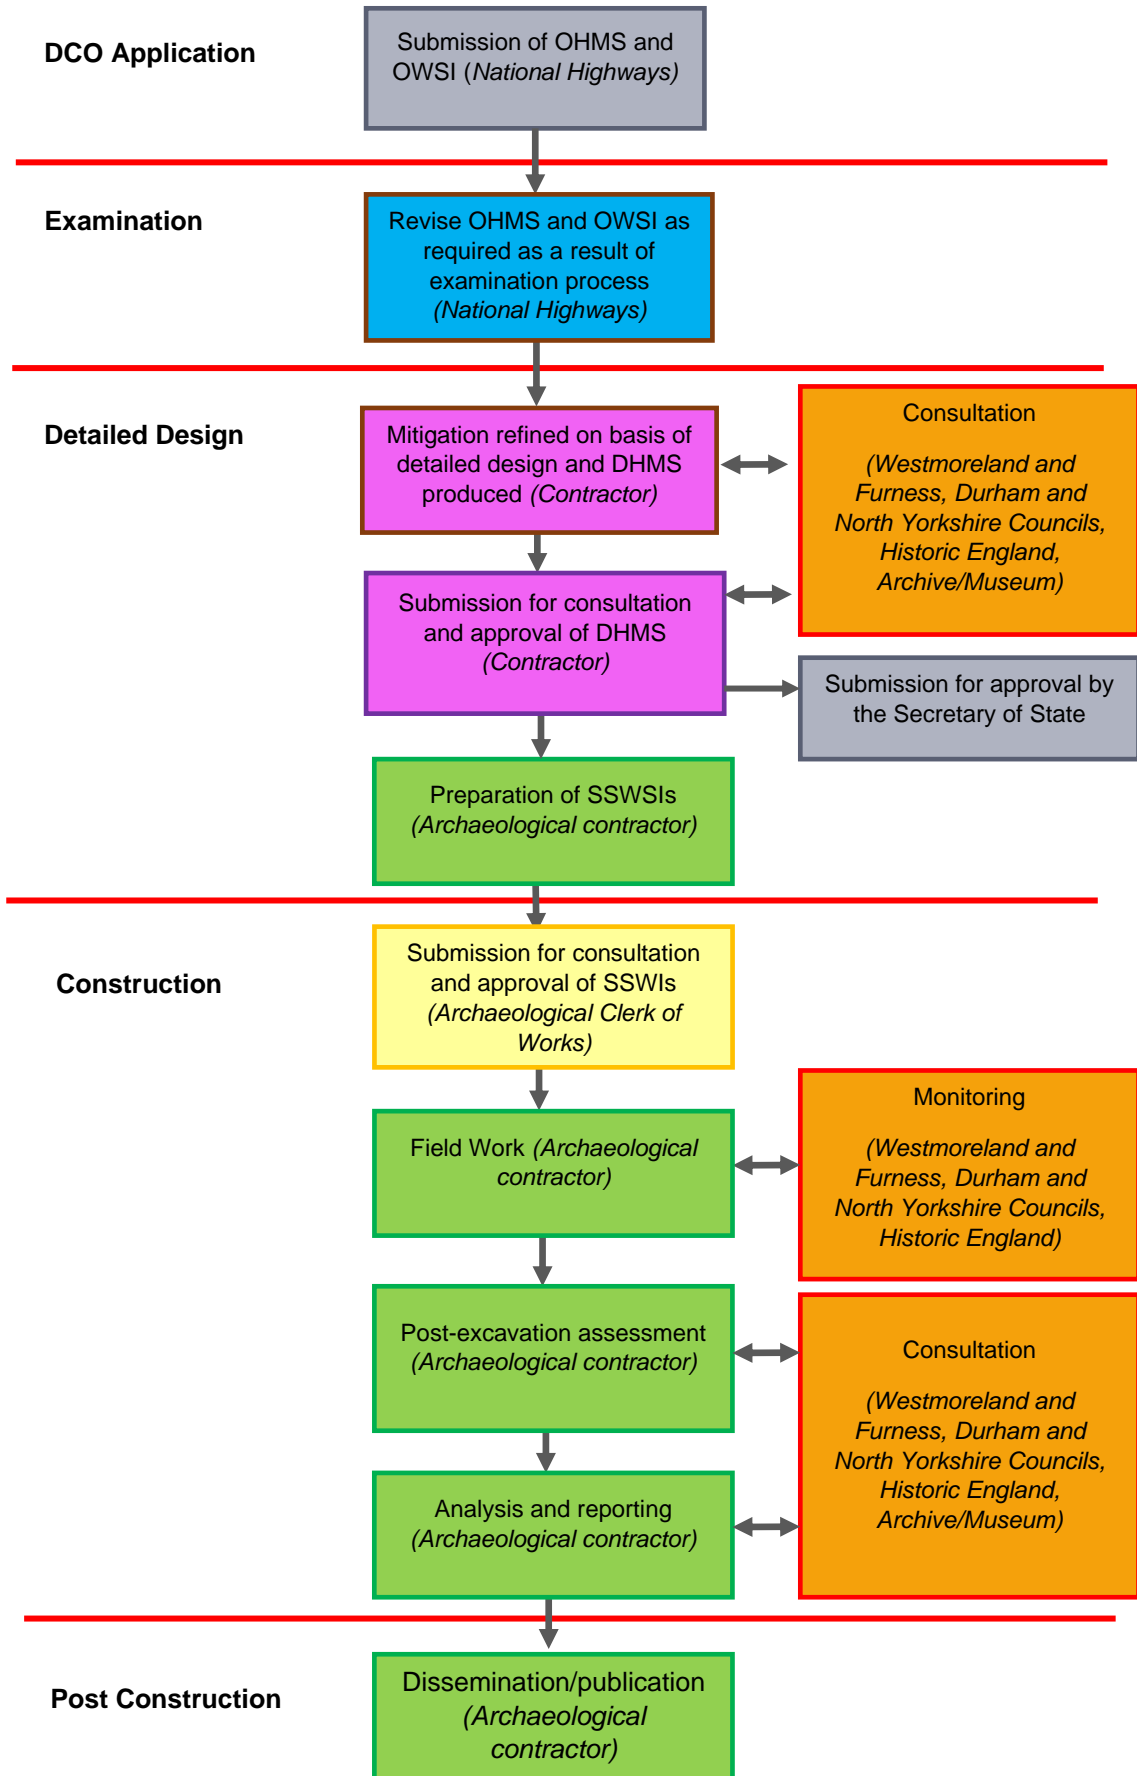 DCO Application
Submission of OHMS and
OWSI (National Highways)
Examination
Revise OHMS and OWSI as
required as a result of
examination process
(National Highways)
Detailed Design
Mitigation refined on basis of
detailed design and DHMS
produced (Contractor)
Consultation
(Westmoreland and
Furness, Durham and
North Yorkshire Councils,
Historic England,
Archive/Museum)
Submission for consultation
and approval of DHMS
(Contractor)
Submission for approval by
the Secretary of State
Preparation of SSWSIs
(Archaeological contractor)
Construction
Submission for consultation
and approval of SSWIs
(Archaeological Clerk of
Works)
Field Work (Archaeological
contractor)
Monitoring
(Westmoreland and
Furness, Durham and
North Yorkshire Councils,
Historic England)
Post-excavation assessment
(Archaeological contractor)
Consultation
(Westmoreland and
Furness, Durham and
North Yorkshire Councils,
Historic England,
Archive/Museum)
Analysis and reporting
(Archaeological contractor)
Post Construction
Dissemination/publication
(Archaeological
contractor)